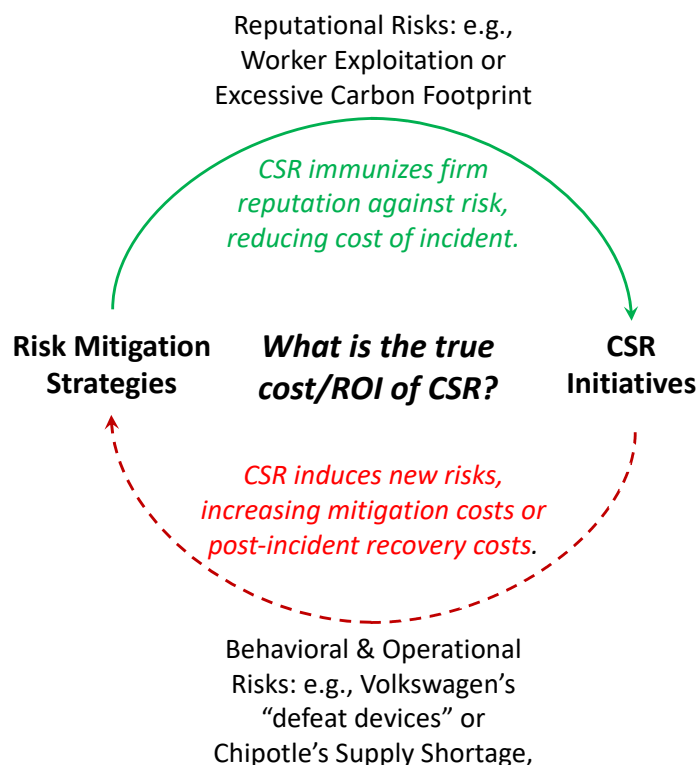 Reputational Risks: e.g.,
Worker Exploitation or
Excessive Carbon Footprint
CSR immunizes firm
reputation against risk,
reducing cost of incident.
Risk Mitigation
Strategies
What is the true
cost/ROI of CSR?
CSR
Initiatives
CSR induces new risks,
increasing mitigation costs or
post-incident recovery costs.
Behavioral & Operational
Risks: e.g., Volkswagen's
“defeat devices” or
Chipotle's Supply Shortage,